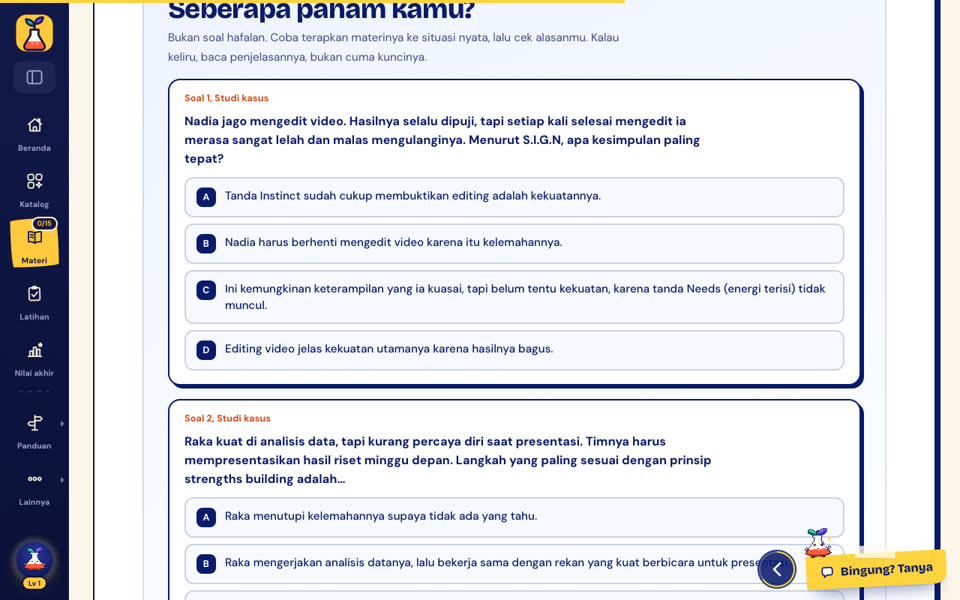 Seberapa paham kamu?
Bukan soal hafalan. Coba terapkan materinya ke situasi nyata, lalu cek alasanmu. Kalau
keliru, baca penjelasannya, bukan cuma kuncinya.
Beranda
Katalog
0/15
Materi
Latihan
Nilai akhir
Panduan
Lainnya
Lv 1
Soal 1, Studi kasus
Nadia jago mengedit video. Hasilnya selalu dipuji, tapi setiap kali selesai mengedit ia
merasa sangat lelah dan malas mengulanginya. Menurut S.I.G.N, apa kesimpulan paling
tepat?
A Tanda Instinct sudah cukup membuktikan editing adalah kekuatannya.
B Nadia harus berhenti mengedit video karena itu kelemahannya.
C Ini kemungkinan keterampilan yang ia kuasai, tapi belum tentu kekuatan, karena tanda Needs (energi terisi) tidak
muncul.
D Editing video jelas kekuatan utamanya karena hasilnya bagus.
Soal 2, Studi kasus
Raka kuat di analisis data, tapi kurang percaya diri saat presentasi. Timnya harus
mempresentasikan hasil riset minggu depan. Langkah yang paling sesuai dengan prinsip
strengths building adalah...
A Raka menutupi kelemahannya supaya tidak ada yang tahu.
B Raka mengerjakan analisis datanya, lalu bekerja sama dengan rekan yang kuat berbicara untuk
Bingung? Tanya